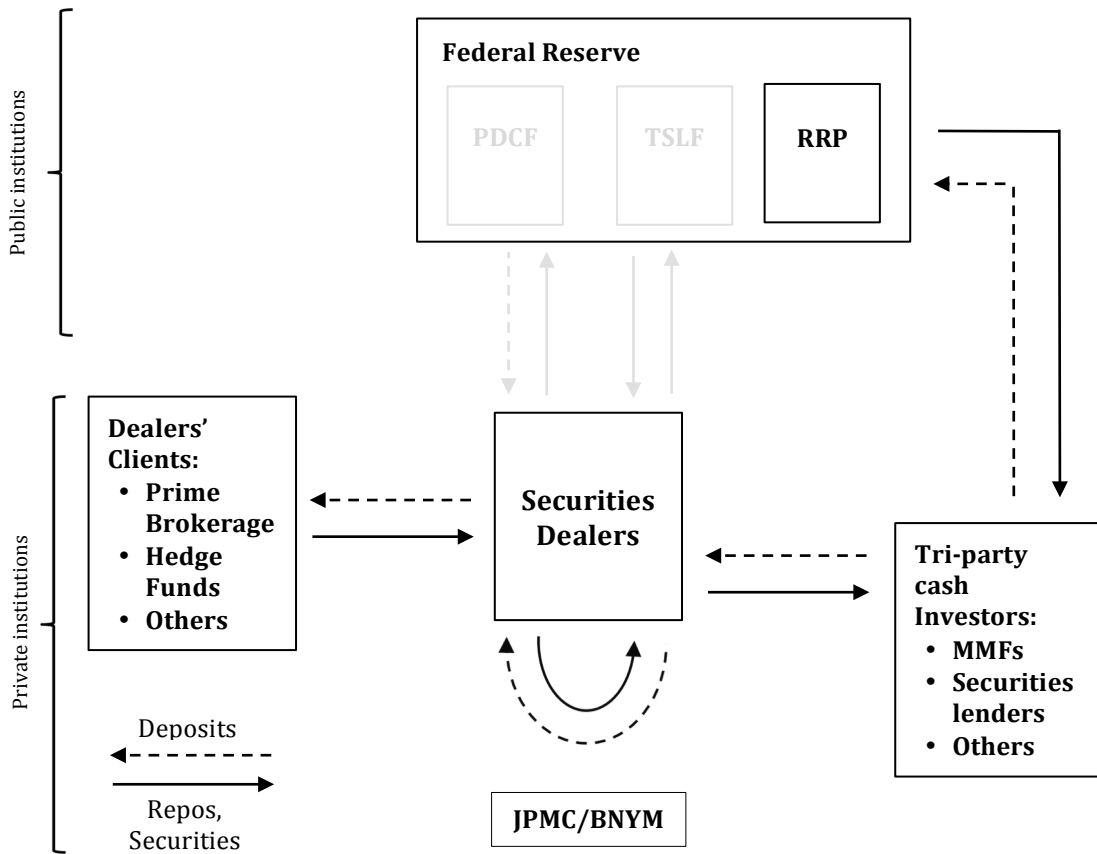 Public institutions
Federal Reserve
PDCF
TSLF
RRP
Private institutions
Dealers’
Clients:
• Prime
Brokerage
• Hedge
Funds
• Others
Securities
Dealers
Tri-party
cash
Investors:
• MMFs
• Securities
lenders
• Others
Deposits
Repos,
Securities
JPMC/BNYM